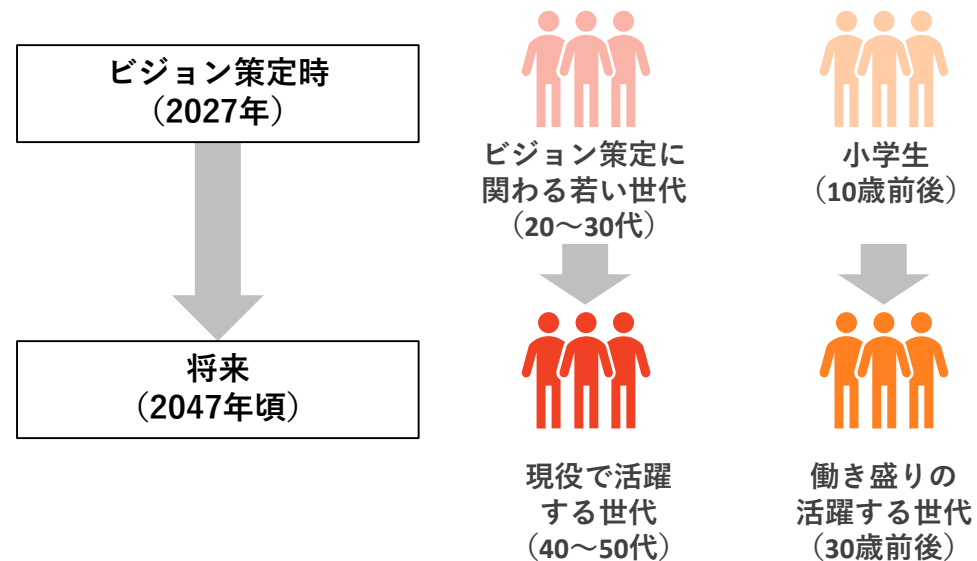 ビジョン策定時
（2027年）
ビジョン策定に
関わる若い世代
（20～30代）
小学生
（10歳前後）
将来
（2047年頃）
現役で活躍
する世代
（40～50代）
働き盛りの
活躍する世代
（30歳前後）